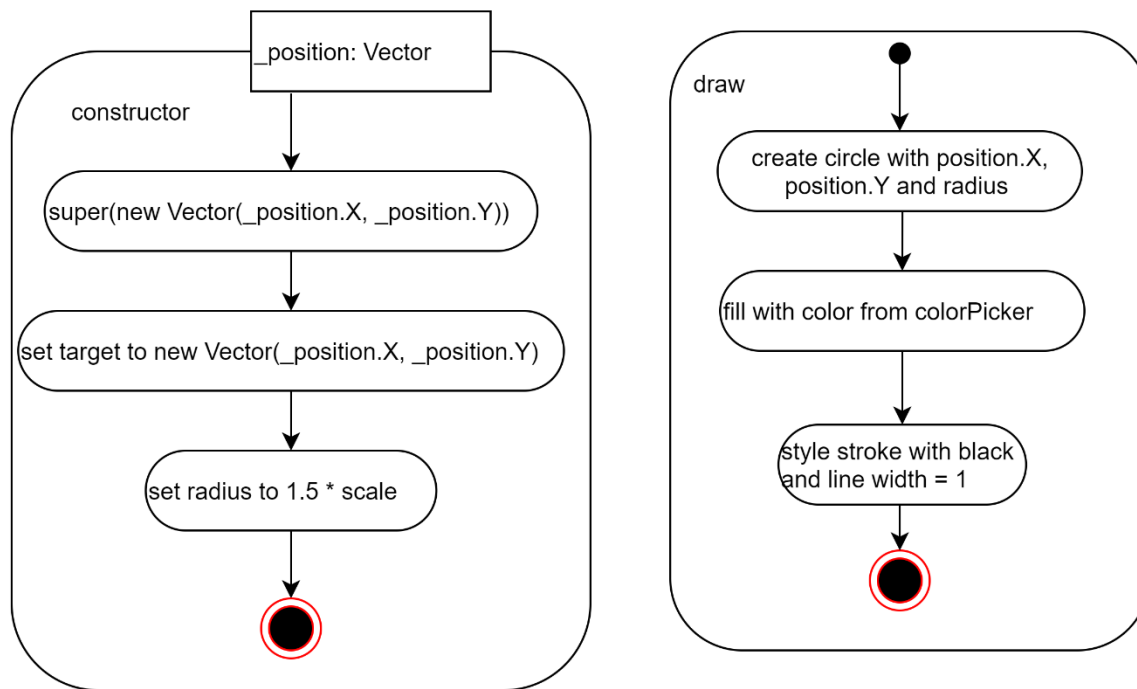 _position: Vector
constructor
super(new Vector(_position.X, _position.Y))
set target to new Vector(_position.X, _position.Y)
set radius to 1.5 * scale
draw
create circle with position.X,
position.Y and radius
fill with color from colorPicker
style stroke with black
and line width = 1